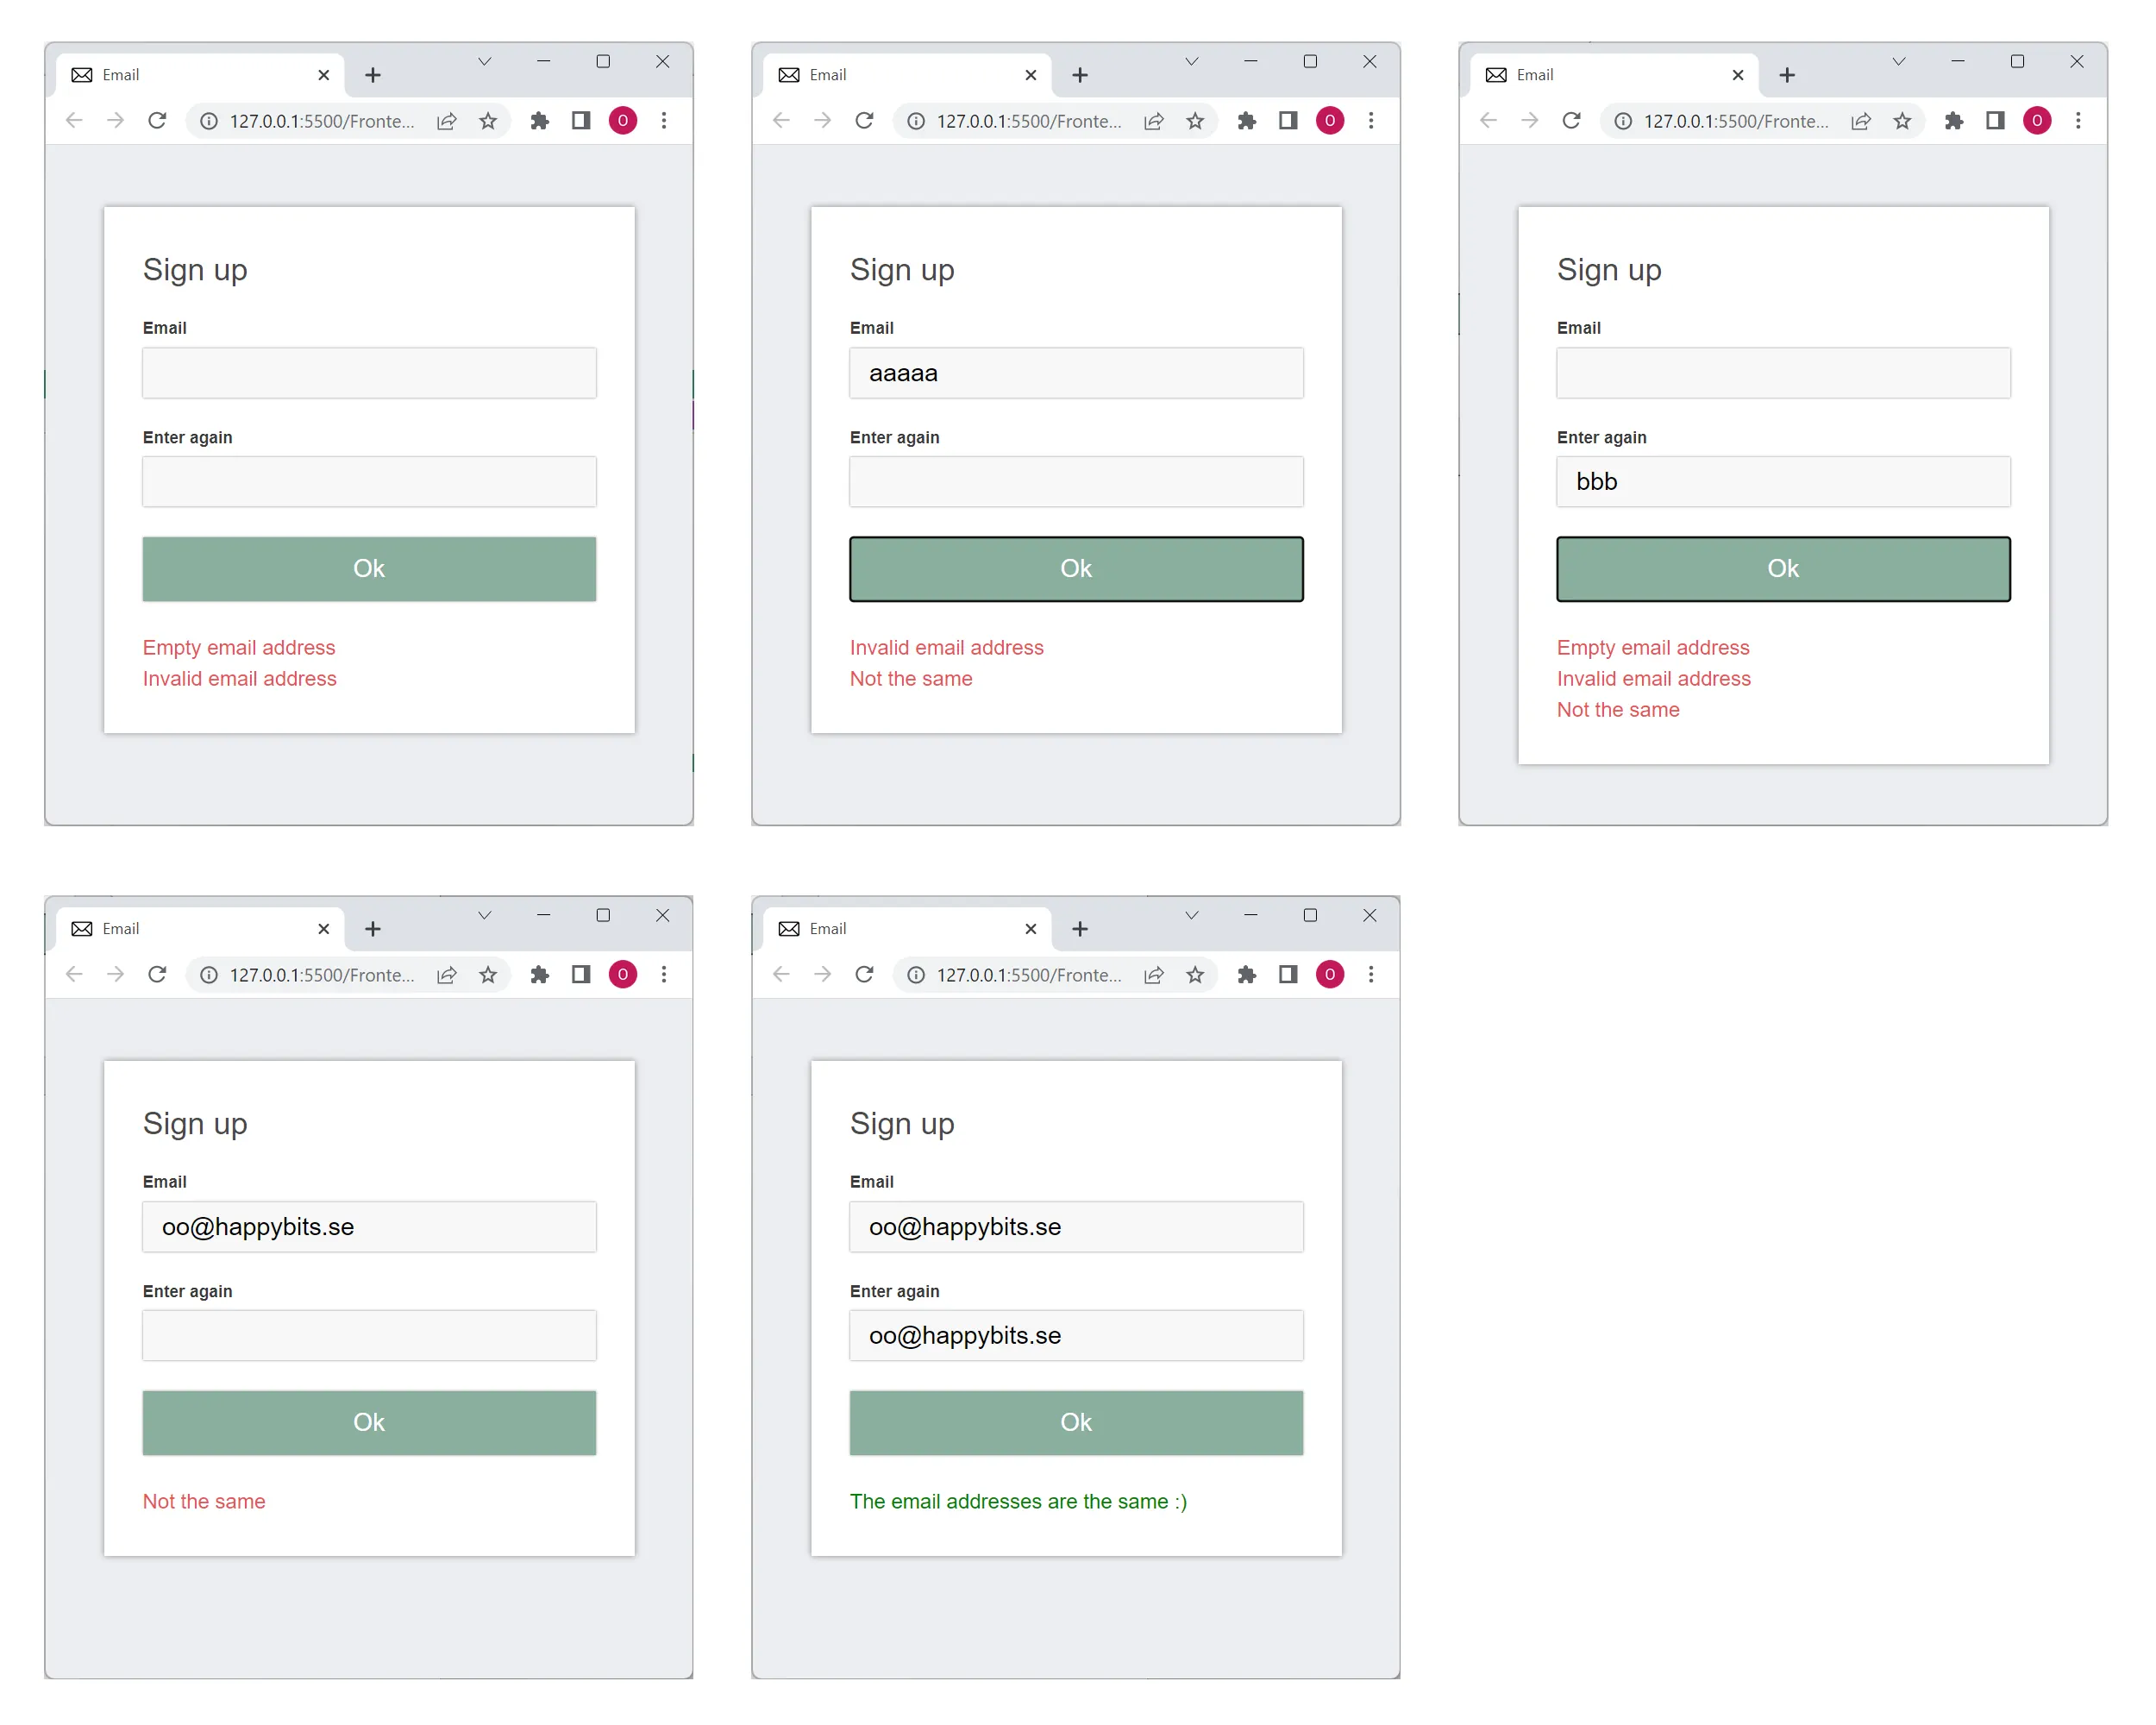 Email
127.0.0.1:5500/Fronte...
O
Sign up
Email
Enter again
Ok
Empty email address
Invalid email address
Email
127.0.0.1:5500/Fronte...
O
Sign up
Email
aaaaa
Enter again
Ok
Invalid email address
Not the same
Email
127.0.0.1:5500/Fronte...
O
Sign up
Email
Enter again
bbb
Ok
Empty email address
Invalid email address
Not the same
Email
127.0.0.1:5500/Fronte...
O
Sign up
Email
oo@happybits.se
Enter again
Ok
Not the same
Email
127.0.0.1:5500/Fronte...
O
Sign up
Email
oo@happybits.se
Enter again
oo@happybits.se
Ok
The email addresses are the same :)